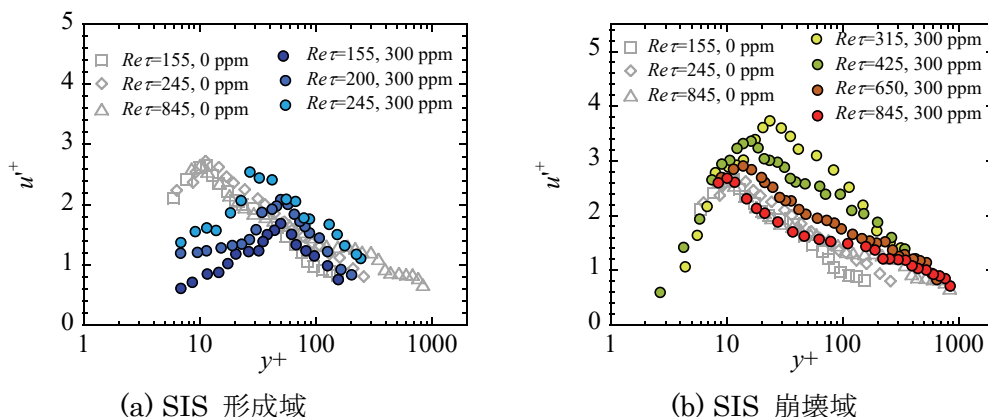 5
4
3
2
1
0
u'+
Reτ=155, 0 ppm
Reτ=245, 0 ppm
Reτ=845, 0 ppm
Reτ=155, 300 ppm
Reτ=200, 300 ppm
Reτ=245, 300 ppm
1 10 100 1000
y+
(a) SIS 形成域
5
4
3
2
1
0
u'+
Reτ=155, 0 ppm
Reτ=245, 0 ppm
Reτ=845, 0 ppm
Reτ=315, 300 ppm
Reτ=425, 300 ppm
Reτ=650, 300 ppm
Reτ=845, 300 ppm
1 10 100 1000
y+
(b) SIS 崩壊域